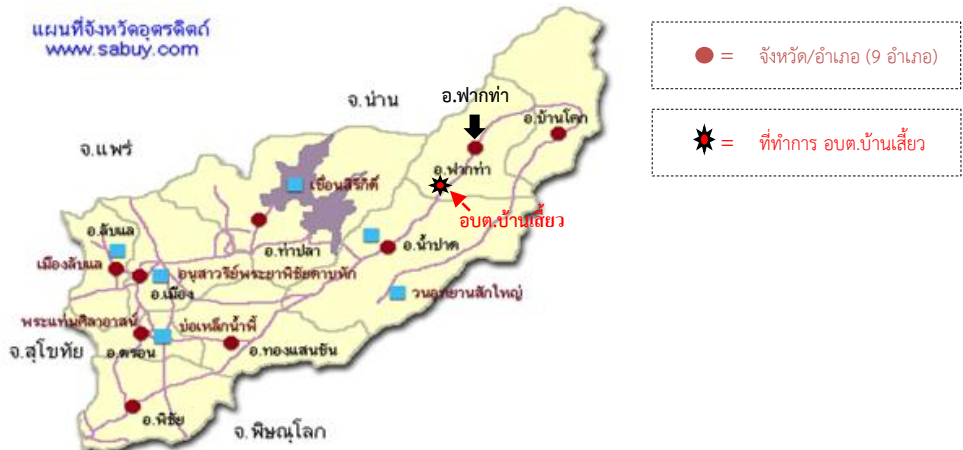 แผนที่จังหวัดอุตรดิตถ์
www.sabuy.com
= จังหวัด/อำเภอ (9 อำเภอ)
= ที่ทำการ อบต.บ้านเสี้ยว
จ.น่าน
อ.ฟากท่า
อ.บ้านโคก
จ.แพร่
อ.ฟากท่า
เขื่อนสิริกิติ์
อบต.บ้านเสี้ยว
อ.ลับแล
อ.ท่าปลา
อ.น้ำปาด
เมืองลับแล
อนุสาวรีย์พระยาพิชัยดาบหัก
อ.เมือง
วนอุทยานสักใหญ่
พระแท่นศิลาอาสน์
บ่อเหล็กน้ำพี้
จ.สุโขทัย
อ.ตรอน
อ.ทองแสนขัน
อ.พิชัย
จ.พิษณุโลก